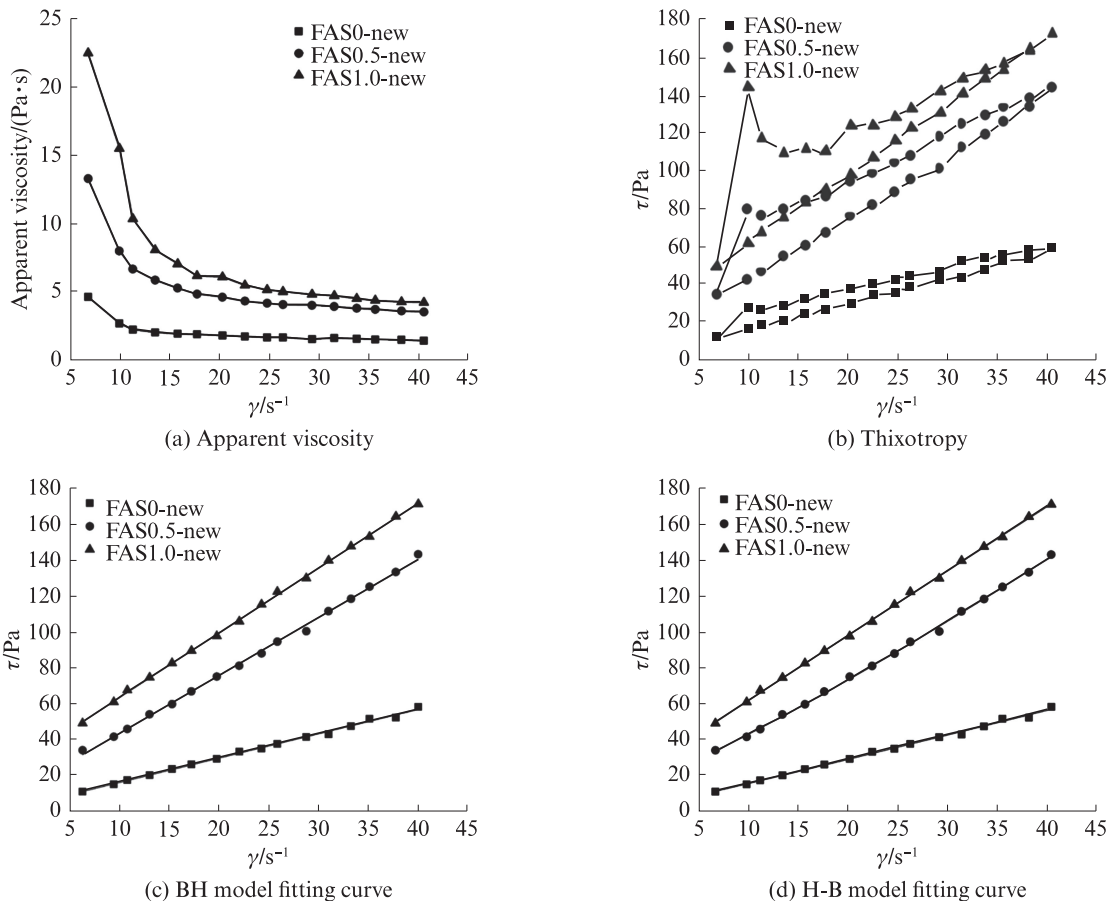 25
20
15
10
5
0
Apparent viscosity/(Pa·s)
FAS0-new
FAS0.5-new
FAS1.0-new
5 10 15 20 25 30 35 40 45
γ/s⁻¹
(a) Apparent viscosity
180
160
140
120
100
80
60
40
20
0
τ/Pa
FAS0-new
FAS0.5-new
FAS1.0-new
5 10 15 20 25 30 35 40 45
γ/s⁻¹
(b) Thixotropy
180
160
140
120
100
80
60
40
20
0
τ/Pa
FAS0-new
FAS0.5-new
FAS1.0-new
5 10 15 20 25 30 35 40 45
γ/s⁻¹
(c) BH model fitting curve
180
160
140
120
100
80
60
40
20
0
τ/Pa
FAS0-new
FAS0.5-new
FAS1.0-new
5 10 15 20 25 30 35 40 45
γ/s⁻¹
(d) H-B model fitting curve